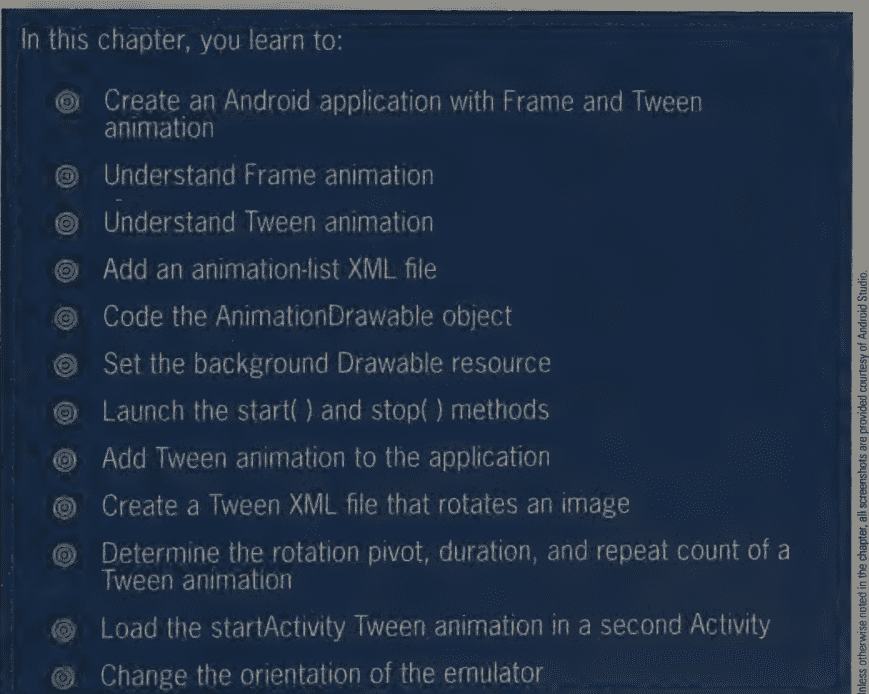 In this chapter, you learn to:
Create an Android application with Frame and Tween
animation
Understand Frame animation
Understand Tween animation
Add an animation-list XML file
Code the AnimationDrawable object
Set the background Drawable resource
Launch the start( ) and stop( ) methods
Add Tween animation to the application
Create a Tween XML file that rotates an image
Determine the rotation pivot, duration, and repeat count of a
Tween animation
Load the startActivity Tween animation in a second Activity
Change the orientation of the emulator
Unless otherwise noted in the chapter, all screenshots are provided courtesy of Android Studio.